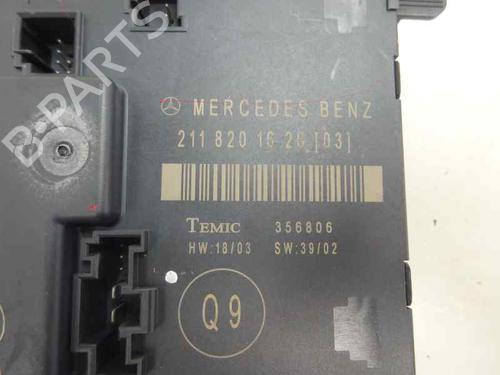 MERCEDES BENZ
211 820 16 26 [03]
TEMIC 356806
HW:18/03 SW:39/02
Q9
B-PARTS